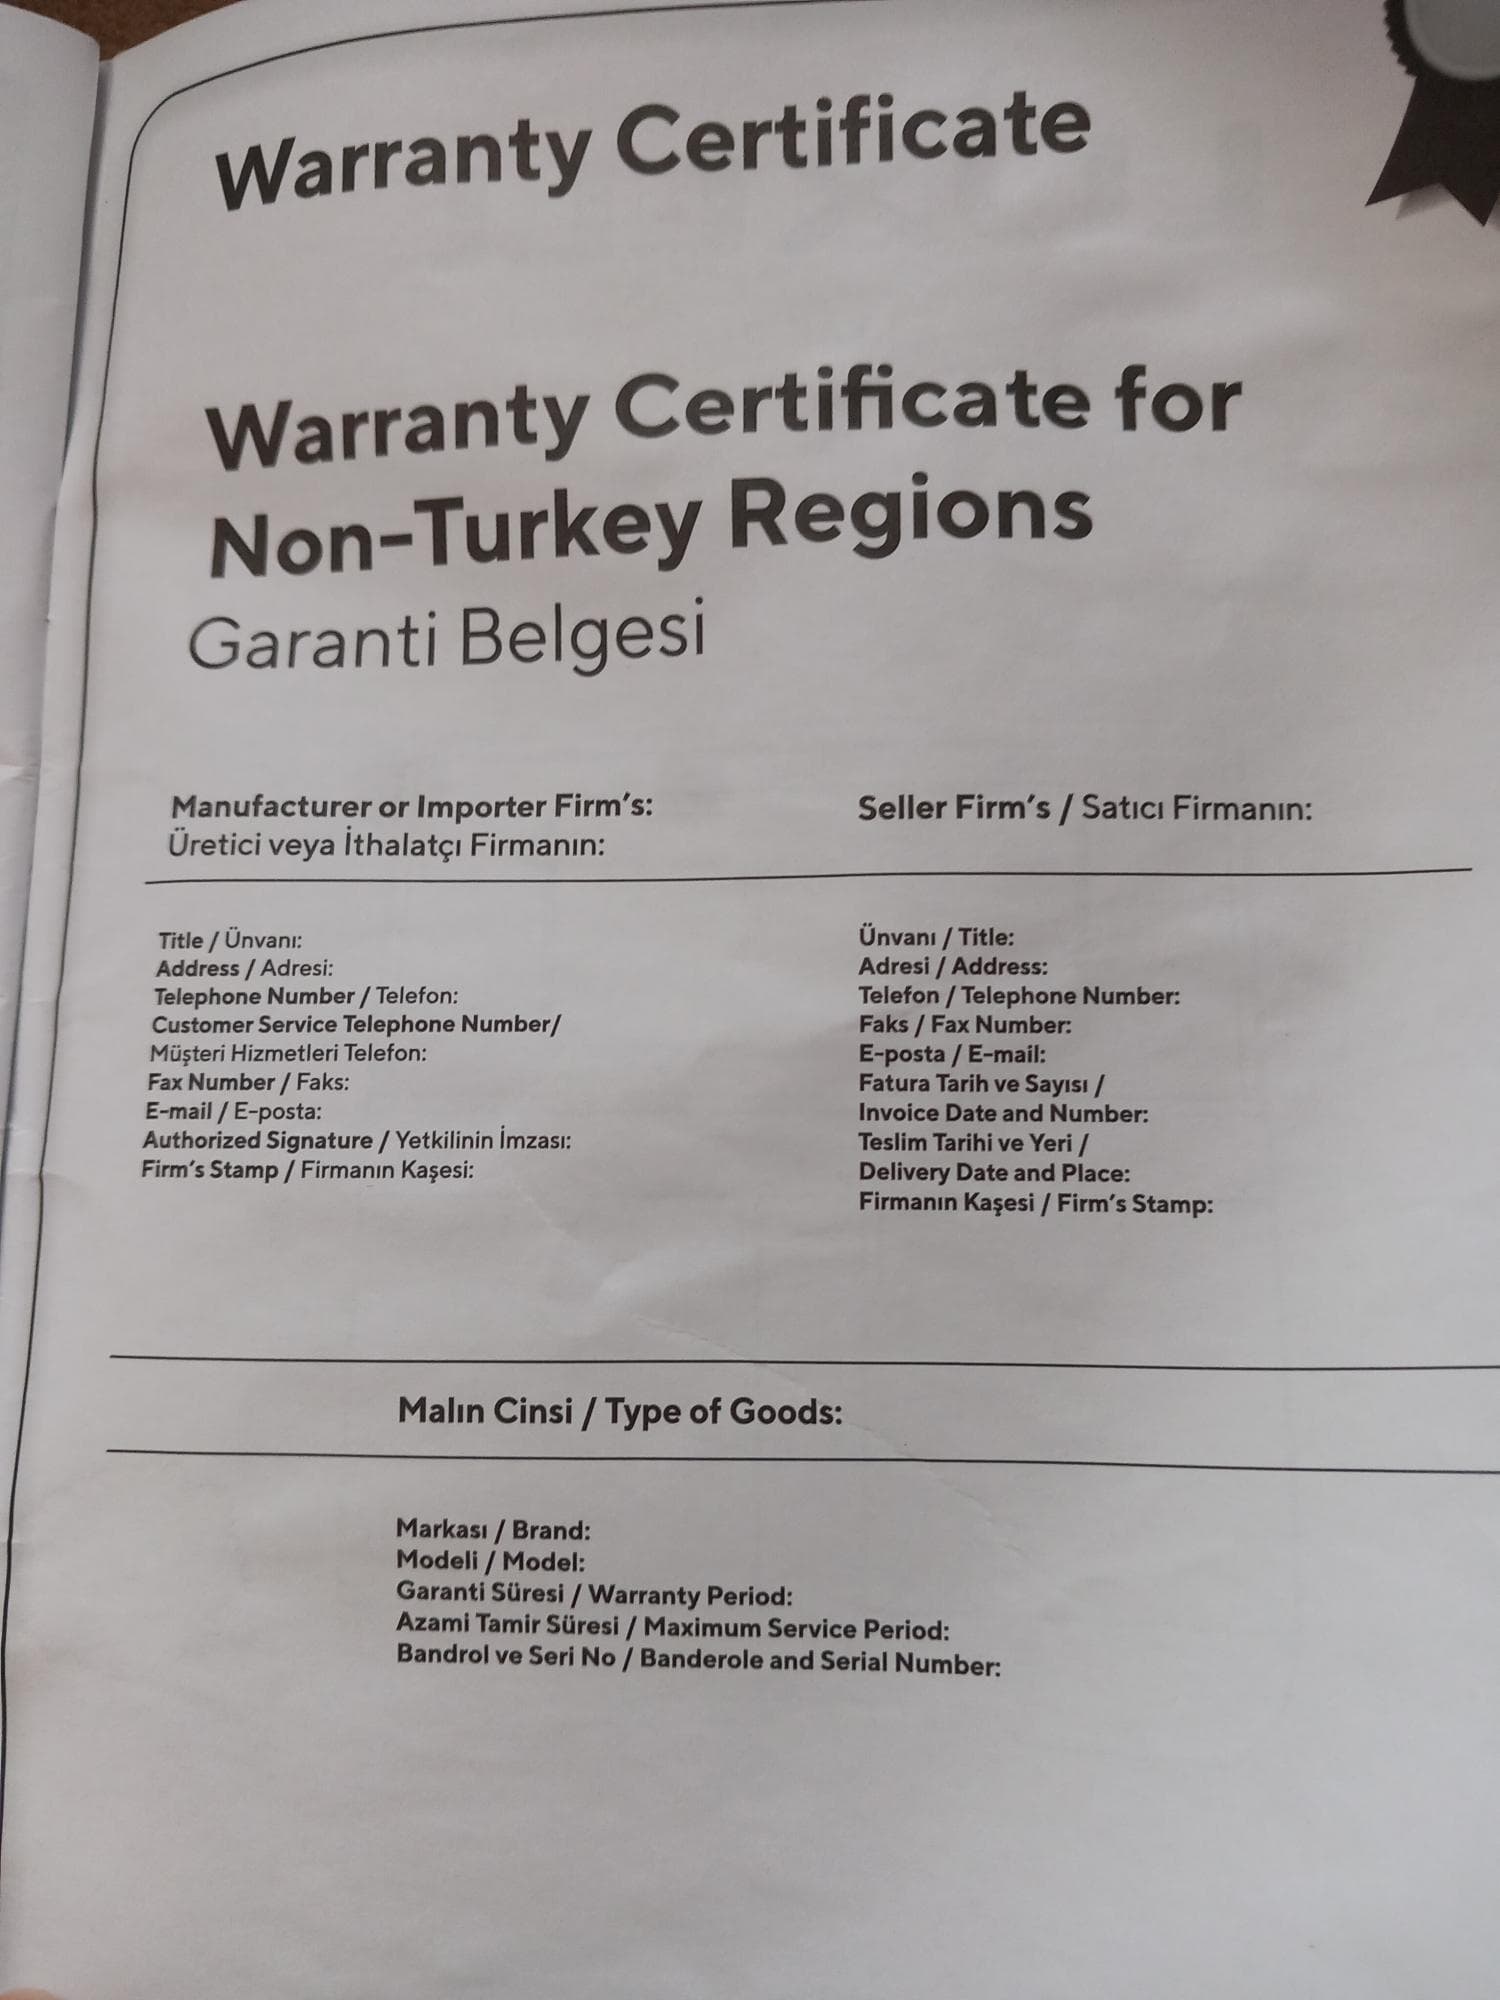 Warranty Certificate
Warranty Certificate for
Non-Turkey Regions
Garanti Belgesi
Manufacturer or Importer Firm's:
Üretici veya İthalatçı Firmanın:
Title / Ünvanı:
Address / Adresi:
Telephone Number / Telefon:
Customer Service Telephone Number/
Müşteri Hizmetleri Telefon:
Fax Number / Faks:
E-mail / E-posta:
Authorized Signature / Yetkilinin İmzası:
Firm's Stamp / Firmanın Kaşesi:
Seller Firm's / Satıcı Firmanın:
Ünvanı / Title:
Adresi / Address:
Telefon / Telephone Number:
Faks / Fax Number:
E-posta / E-mail:
Fatura Tarih ve Sayısı /
Invoice Date and Number:
Teslim Tarihi ve Yeri /
Delivery Date and Place:
Firmanın Kaşesi / Firm's Stamp:
Malın Cinsi / Type of Goods:
Markası / Brand:
Modeli / Model:
Garanti Süresi / Warranty Period:
Azami Tamir Süresi / Maximum Service Period:
Bandrol ve Seri No / Banderole and Serial Number: